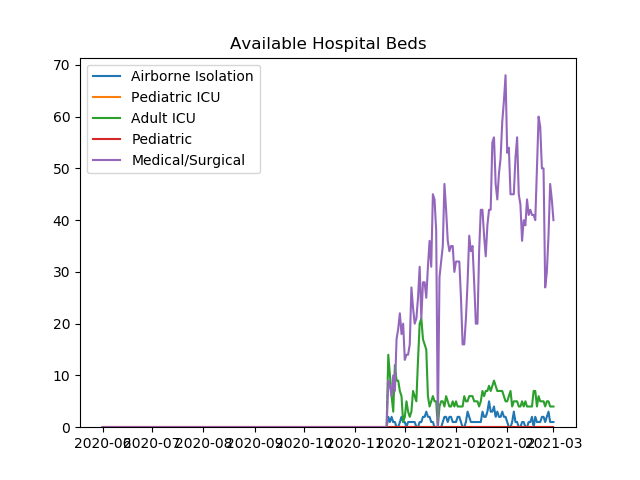 Available Hospital Beds
Airborne Isolation
Pediatric ICU
Adult ICU
Pediatric
Medical/Surgical
70
60
50
40
30
20
10
0
2020-06 2020-07 2020-08 2020-09 2020-10 2020-11 2020-12 2021-01 2021-02 2021-03